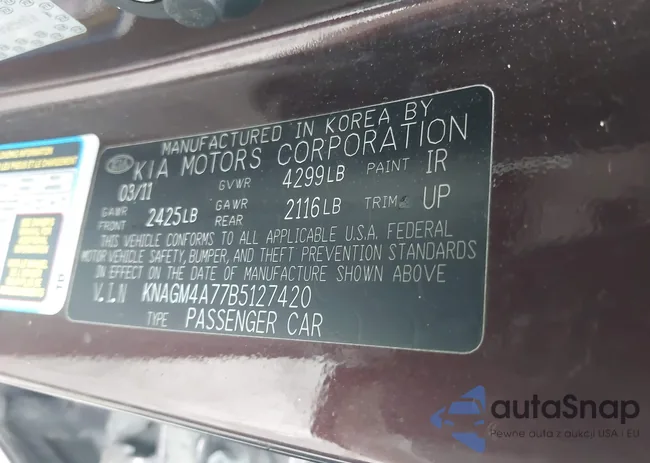 MANUFACTURED IN KOREA BY
KIA MOTORS CORPORATION
KIA
03/11 GVWR 4299LB PAINT IR
GAWR FRONT 2425LB GAWR REAR 2116LB TRIM UP
THIS VEHICLE CONFORMS TO ALL APPLICABLE U.S.A. FEDERAL
MOTOR VEHICLE SAFETY, BUMPER, AND THEFT PREVENTION STANDARDS
IN EFFECT ON THE DATE OF MANUFACTURE SHOWN ABOVE
V.I.N KNAGM4A77B5127420
TYPE PASSENGER CAR
autaSnap
Pewne auta z aukcji USA - EU